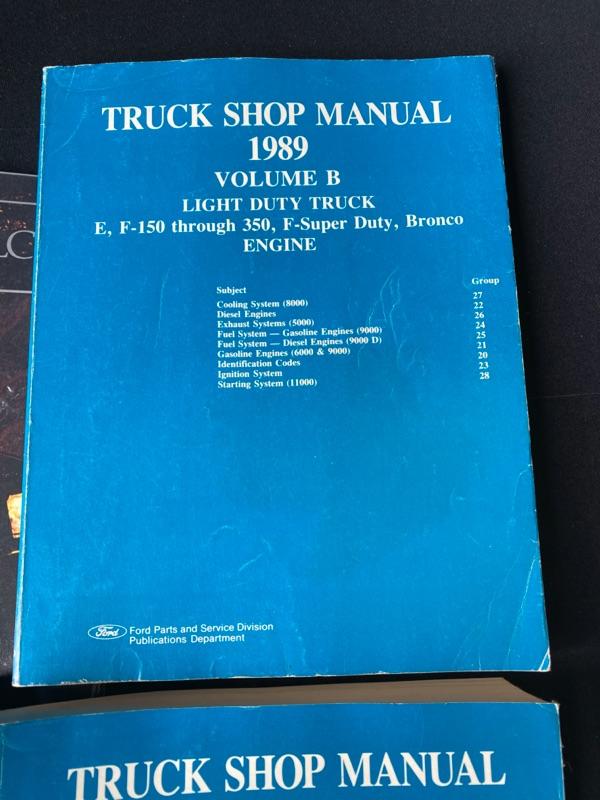 TRUCK SHOP MANUAL
1989
VOLUME B
LIGHT DUTY TRUCK
E, F-150 through 350, F-Super Duty, Bronco
ENGINE
Subject Group
Cooling System (8000) 27
Diesel Engines 22
Exhaust Systems (5000) 26
Fuel System — Gasoline Engines (9000) 24
Fuel System — Diesel Engines (9000 D) 25
Gasoline Engines (6000 & 9000) 21
Identification Codes 20
Ignition System 23
Starting System (11000) 28
Ford Ford Parts and Service Division
Publications Department
TRUCK SHOP MANUAL